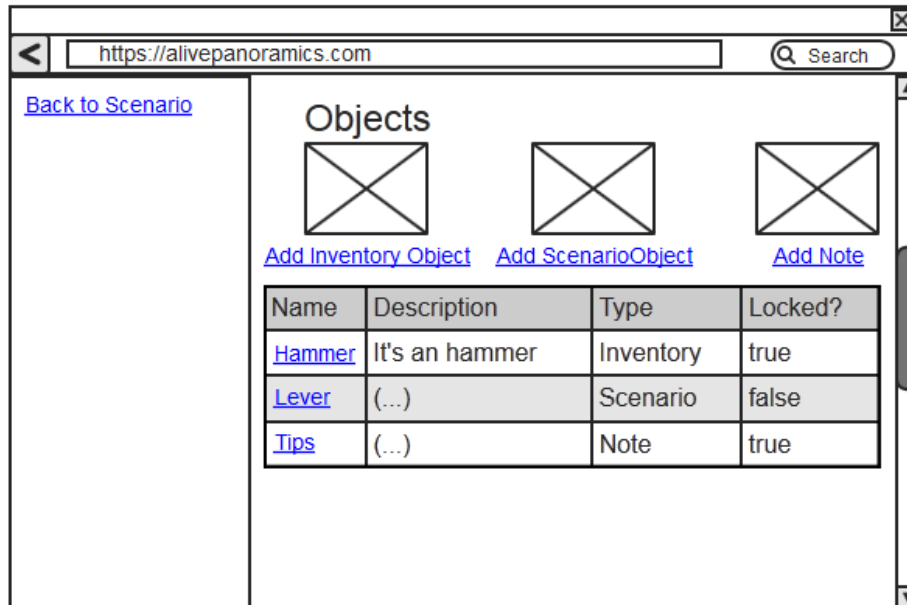 https://alivepanoramics.com
Search
Back to Scenario
Objects
Add Inventory Object Add ScenarioObject Add Note
Name Description Type Locked?
Hammer It's an hammer Inventory true
Lever (...) Scenario false
Tips (...) Note true